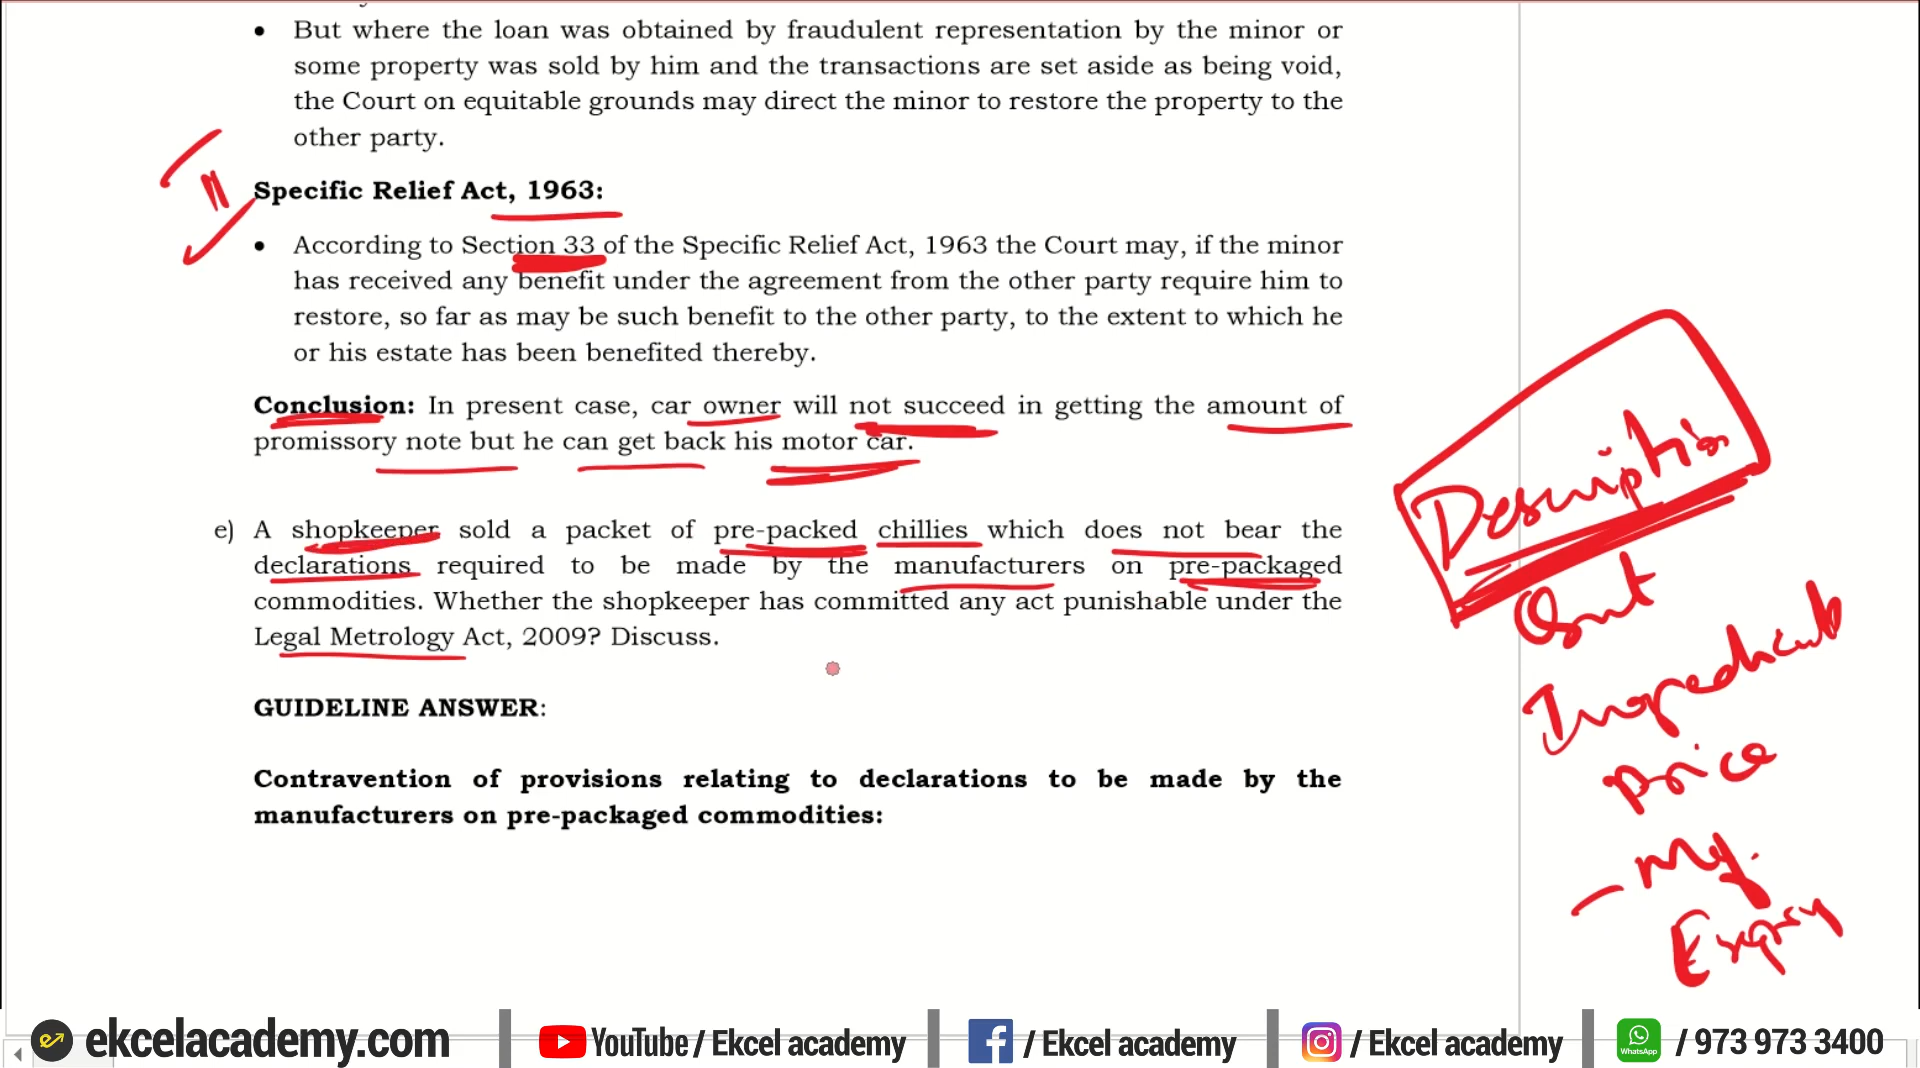 • But where the loan was obtained by fraudulent representation by the minor or
some property was sold by him and the transactions are set aside as being void,
the Court on equitable grounds may direct the minor to restore the property to the
other party.
II
Specific Relief Act, 1963:
• According to Section 33 of the Specific Relief Act, 1963 the Court may, if the minor
has received any benefit under the agreement from the other party require him to
restore, so far as may be such benefit to the other party, to the extent to which he
or his estate has been benefited thereby.
Conclusion: In present case, car owner will not succeed in getting the amount of
promissory note but he can get back his motor car.
e) A shopkeeper sold a packet of pre-packed chillies which does not bear the
declarations required to be made by the manufacturers on pre-packaged
commodities. Whether the shopkeeper has committed any act punishable under the
Legal Metrology Act, 2009? Discuss.
GUIDELINE ANSWER:
Contravention of provisions relating to declarations to be made by the
manufacturers on pre-packaged commodities:
Description
Qnt
Price
- Mfg.
Expiry
ekcelacademy.com
YouTube / Ekcel academy
/ Ekcel academy
/ Ekcel academy
WhatsApp
/ 973 973 3400